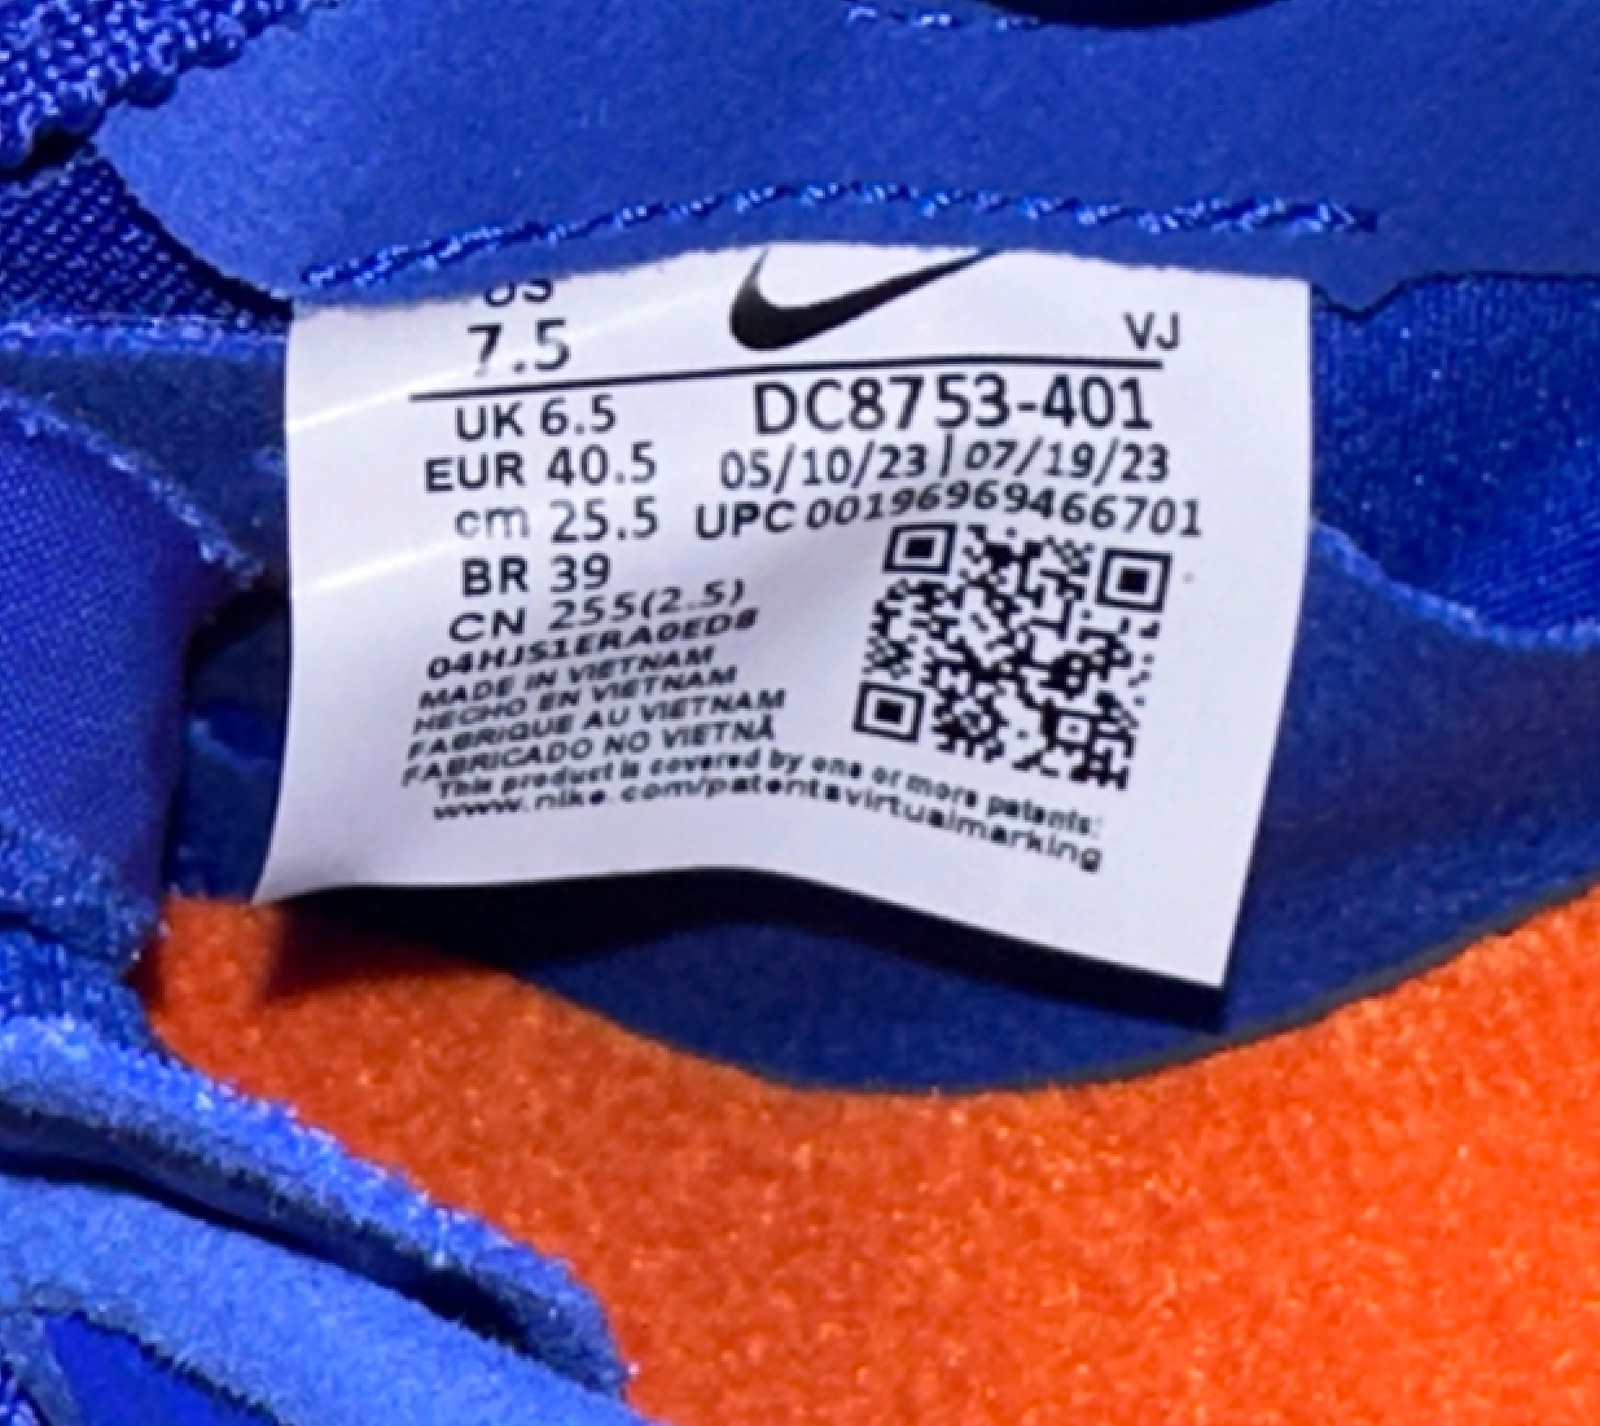 US
7.5
VJ
UK 6.5
DC8753-401
EUR 40.5
05/10/23 | 07/19/23
cm 25.5
UPC 00196969466701
BR 39
CN 255(2.5)
04HJS1ERA0ED8
MADE IN VIETNAM
HECHO EN VIETNAM
FABRIQUE AU VIETNAM
FABRICADO NO VIETNÃ
This product is covered by one or more patents:
www.nike.com/patentsvirtualmarking